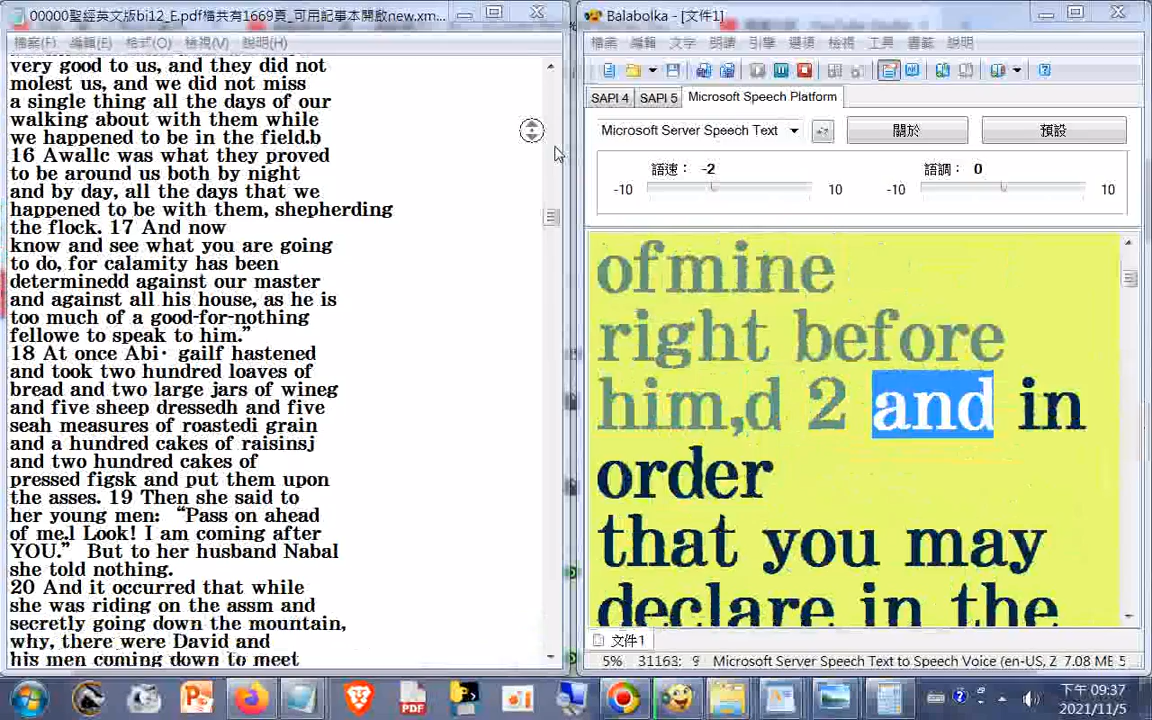 00000聖經英文版bi12_E.pdf檔共有1669頁_可用記事本開啟new.xm...
檔案(F) 編輯(E) 格式(O) 檢視(V) 說明(H)
very good to us, and they did not
molest us, and we did not miss
a single thing all the days of our
walking about with them while
we happened to be in the field.b
16 Awallc was what they proved
to be around us both by night
and by day, all the days that we
happened to be with them, shepherding
the flock. 17 And now
know and see what you are going
to do, for calamity has been
determinedd against our master
and against all his house, as he is
too much of a good-for-nothing
fellowe to speak to him.”
18 At once Abi· gailf hastened
and took two hundred loaves of
bread and two large jars of wineg
and five sheep dressedh and five
seah measures of roastedi grain
and a hundred cakes of raisinsj
and two hundred cakes of
pressed figsk and put them upon
the asses. 19 Then she said to
her young men: “Pass on ahead
of me.l Look! I am coming after
YOU.” But to her husband Nabal
she told nothing.
20 And it occurred that while
she was riding on the assm and
secretly going down the mountain,
why, there were David and
his men coming down to meet
Balabolka - [文件1]
檔案 編輯 文字 朗讀 引擎 選項 檢視 工具 書籤 說明
SAPI 4 SAPI 5 Microsoft Speech Platform
Microsoft Server Speech Text +? 關於 預設
語速: -2 語調: 0
-10 10 -10 10
ofmine
right before
him,d 2 and in
order
that you may
declare in the
文件1
5% 31163: 9 Microsoft Server Speech Text to Speech Voice (en-US, Z 7.08 MB 5
PDF
下午 09:37
2021/11/5